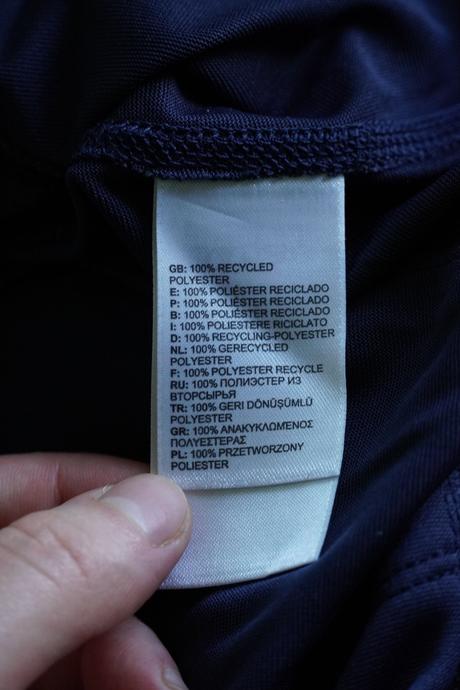 GB: 100% RECYCLED
POLYESTER
E: 100% POLIÉSTER RECICLADO
P: 100% POLIÉSTER RECICLADO
B: 100% POLIÉSTER RECICLADO
I: 100% POLIESTERE RICICLATO
D: 100% RECYCLING-POLYESTER
NL: 100% GERECYCLED
POLYESTER
F: 100% POLYESTER RECYCLE
RU: 100% ПОЛИЭСТЕР ИЗ
ВТОРСЫРЬЯ
TR: 100% GERI DÖNÜŞÜMLÜ
POLYESTER
GR: 100% ΑΝΑΚΥΚΛΩΜΕΝΟΣ
ΠΟΛΥΕΣΤΕΡΑΣ
PL: 100% PRZETWORZONY
POLIESTER